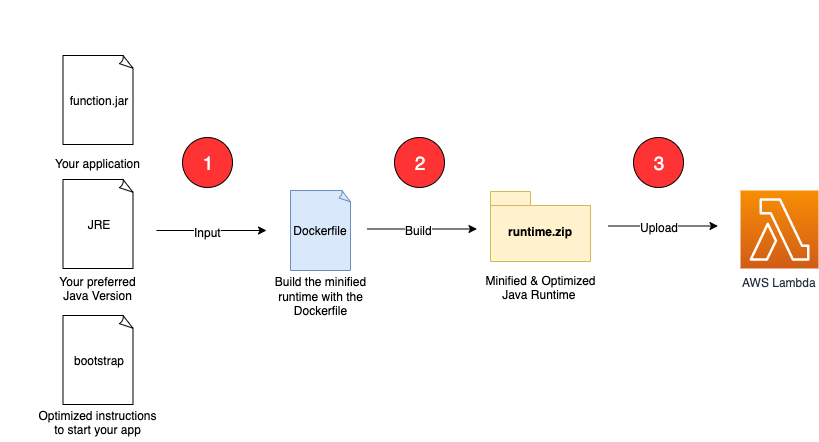 function.jar
Your application
1
2
3
JRE
Input
Dockerfile
Build
runtime.zip
Upload
Your preferred
Java Version
Build the minified
runtime with the
Dockerfile
Minified & Optimized
Java Runtime
AWS Lambda
bootstrap
Optimized instructions
to start your app